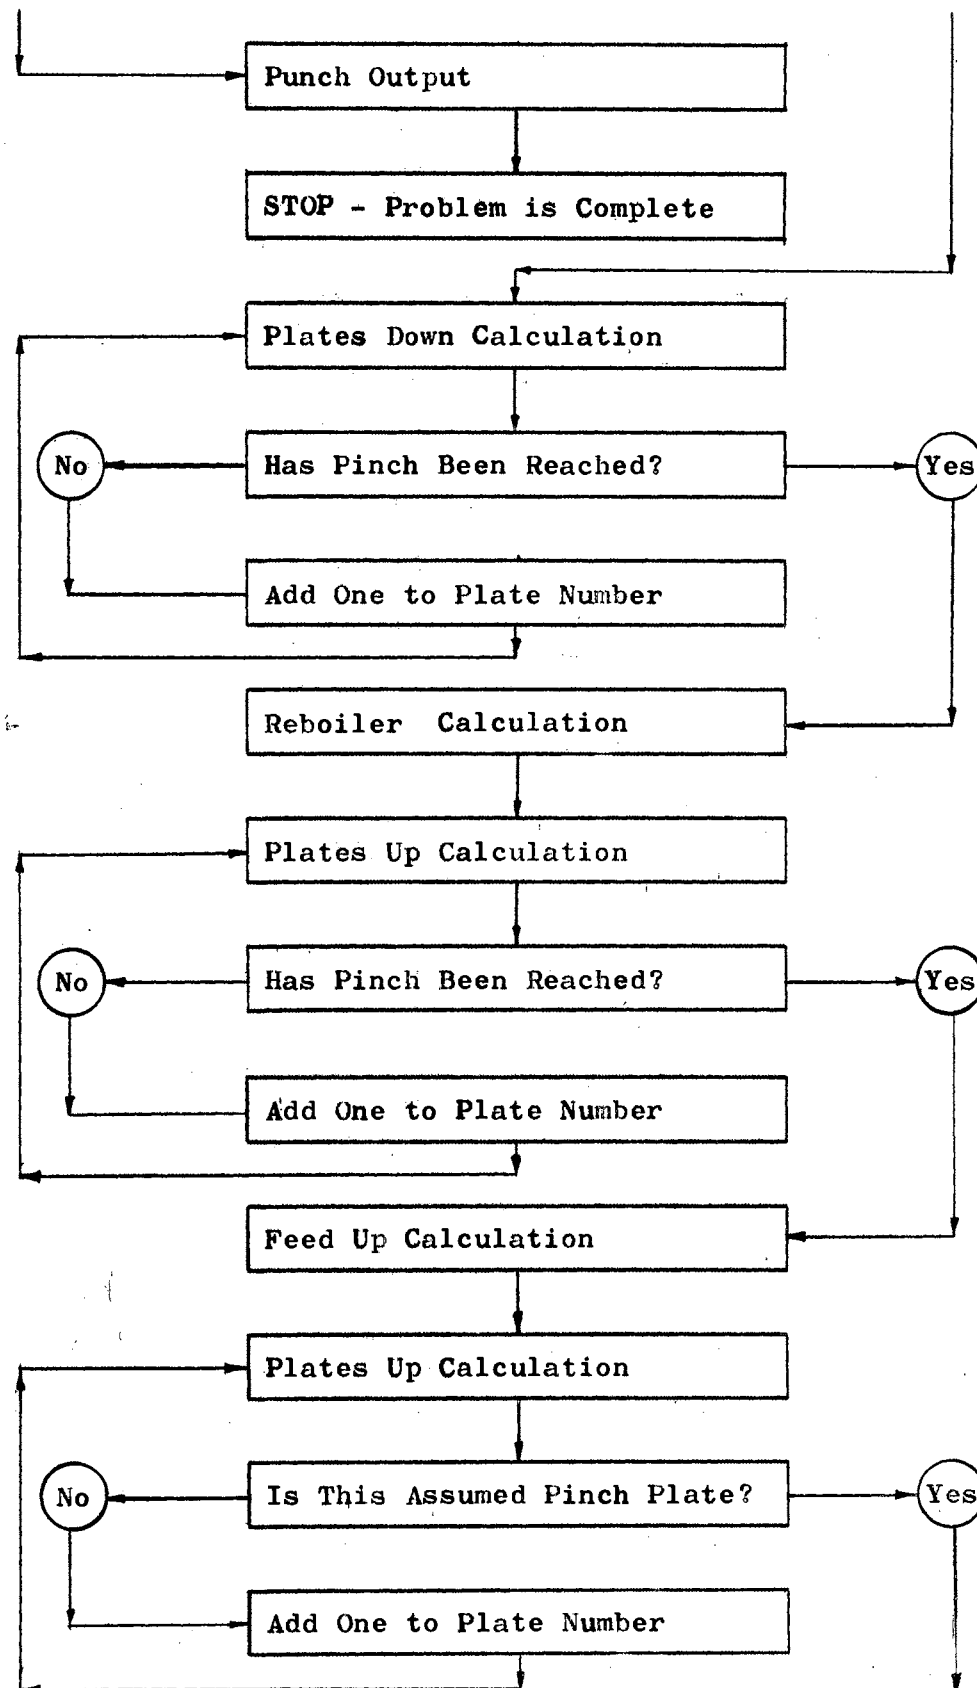 Punch Output
STOP - Problem is Complete
Plates Down Calculation
No
Has Pinch Been Reached?
Yes
Add One to Plate Number
Reboiler Calculation
Plates Up Calculation
No
Has Pinch Been Reached?
Yes
Add One to Plate Number
Feed Up Calculation
Plates Up Calculation
No
Is This Assumed Pinch Plate?
Yes
Add One to Plate Number